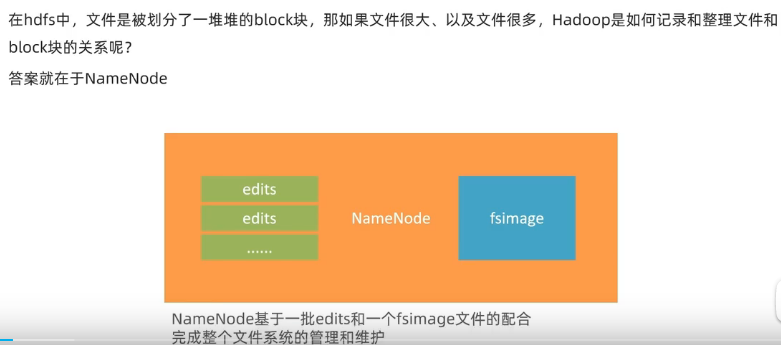 在hdfs中，文件是被划分了一堆堆的block块，那如果文件很大、以及文件很多，Hadoop是如何记录和整理文件和
block块的关系呢？
答案就在于NameNode
edits
edits
......
NameNode
fsimage
NameNode基于一批edits和一个fsimage文件的配合
完成整个文件系统的管理和维护